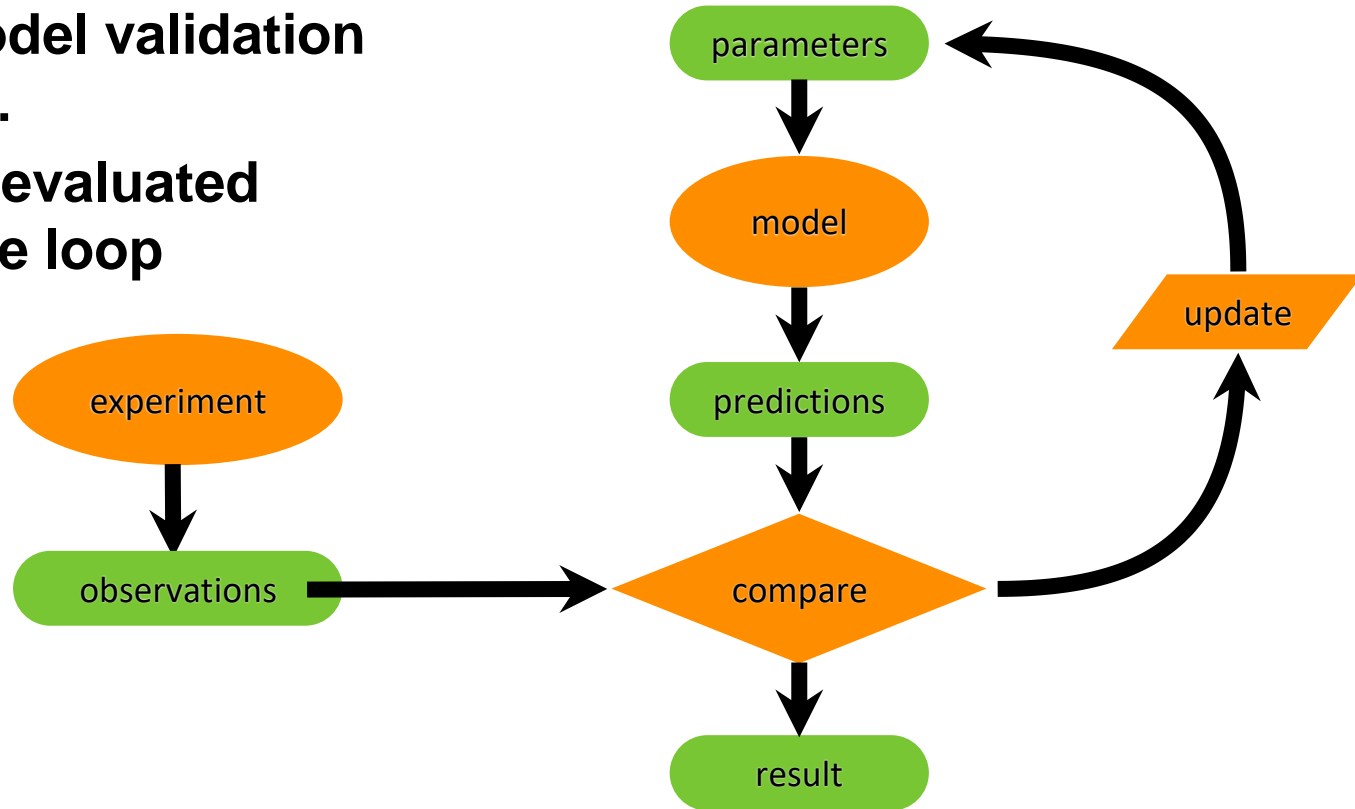 odel validation
.
evaluated
e loop
parameters
model
update
experiment
predictions
observations
compare
result